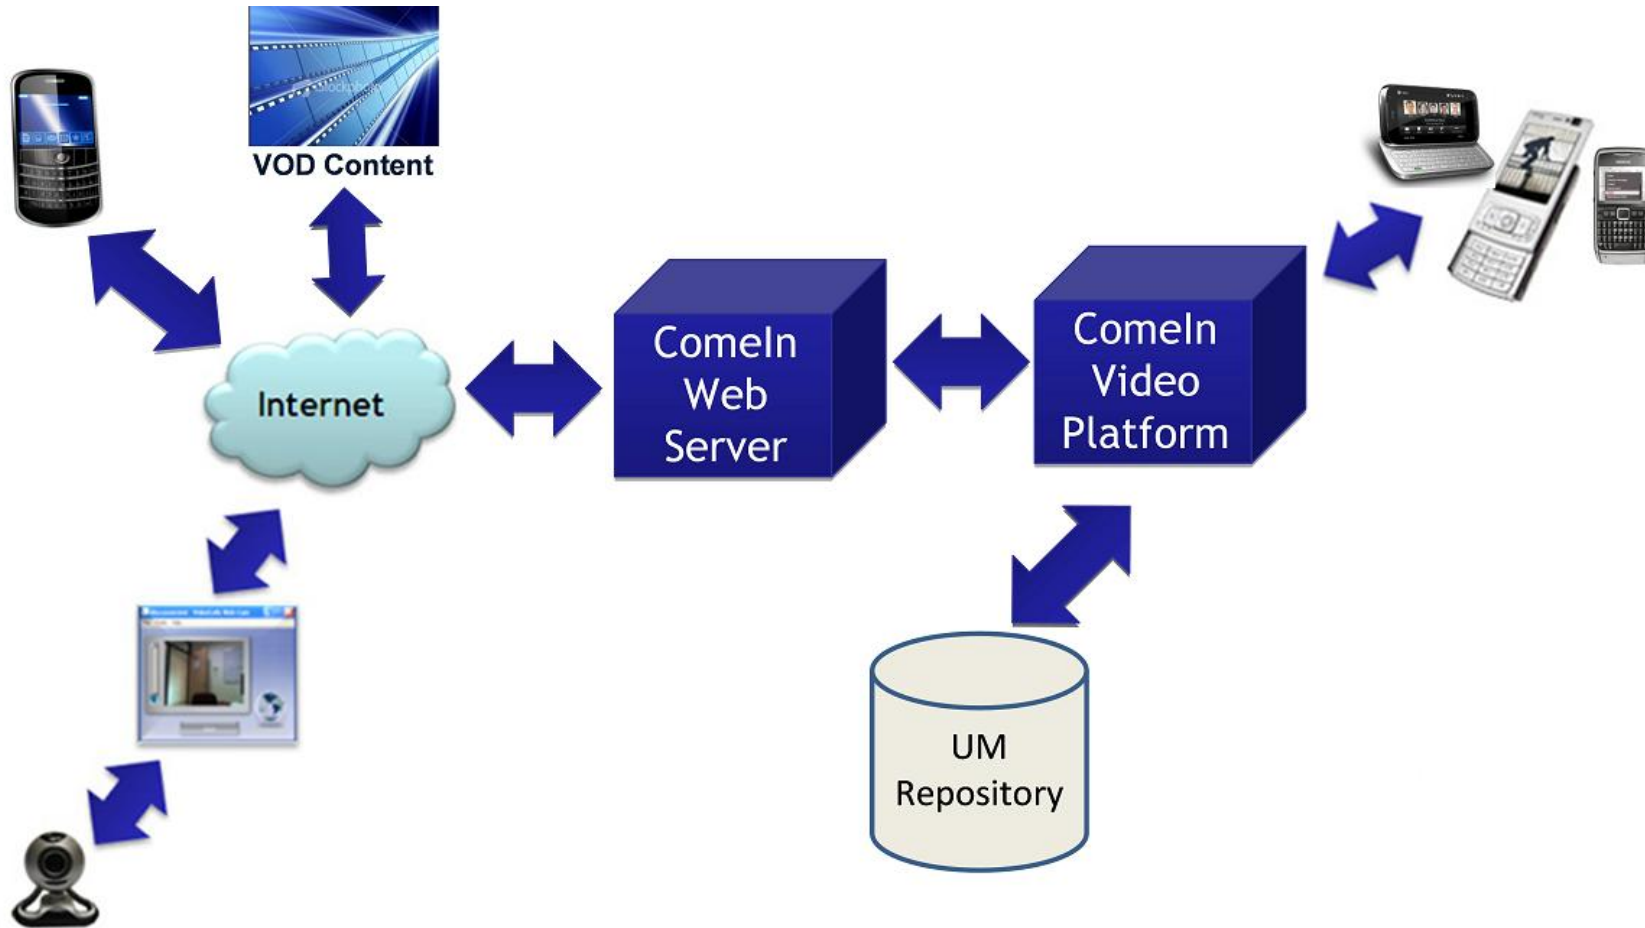 VOD Content
Internet
ComeIn
Web
Server
ComeIn
Video
Platform
UM
Repository